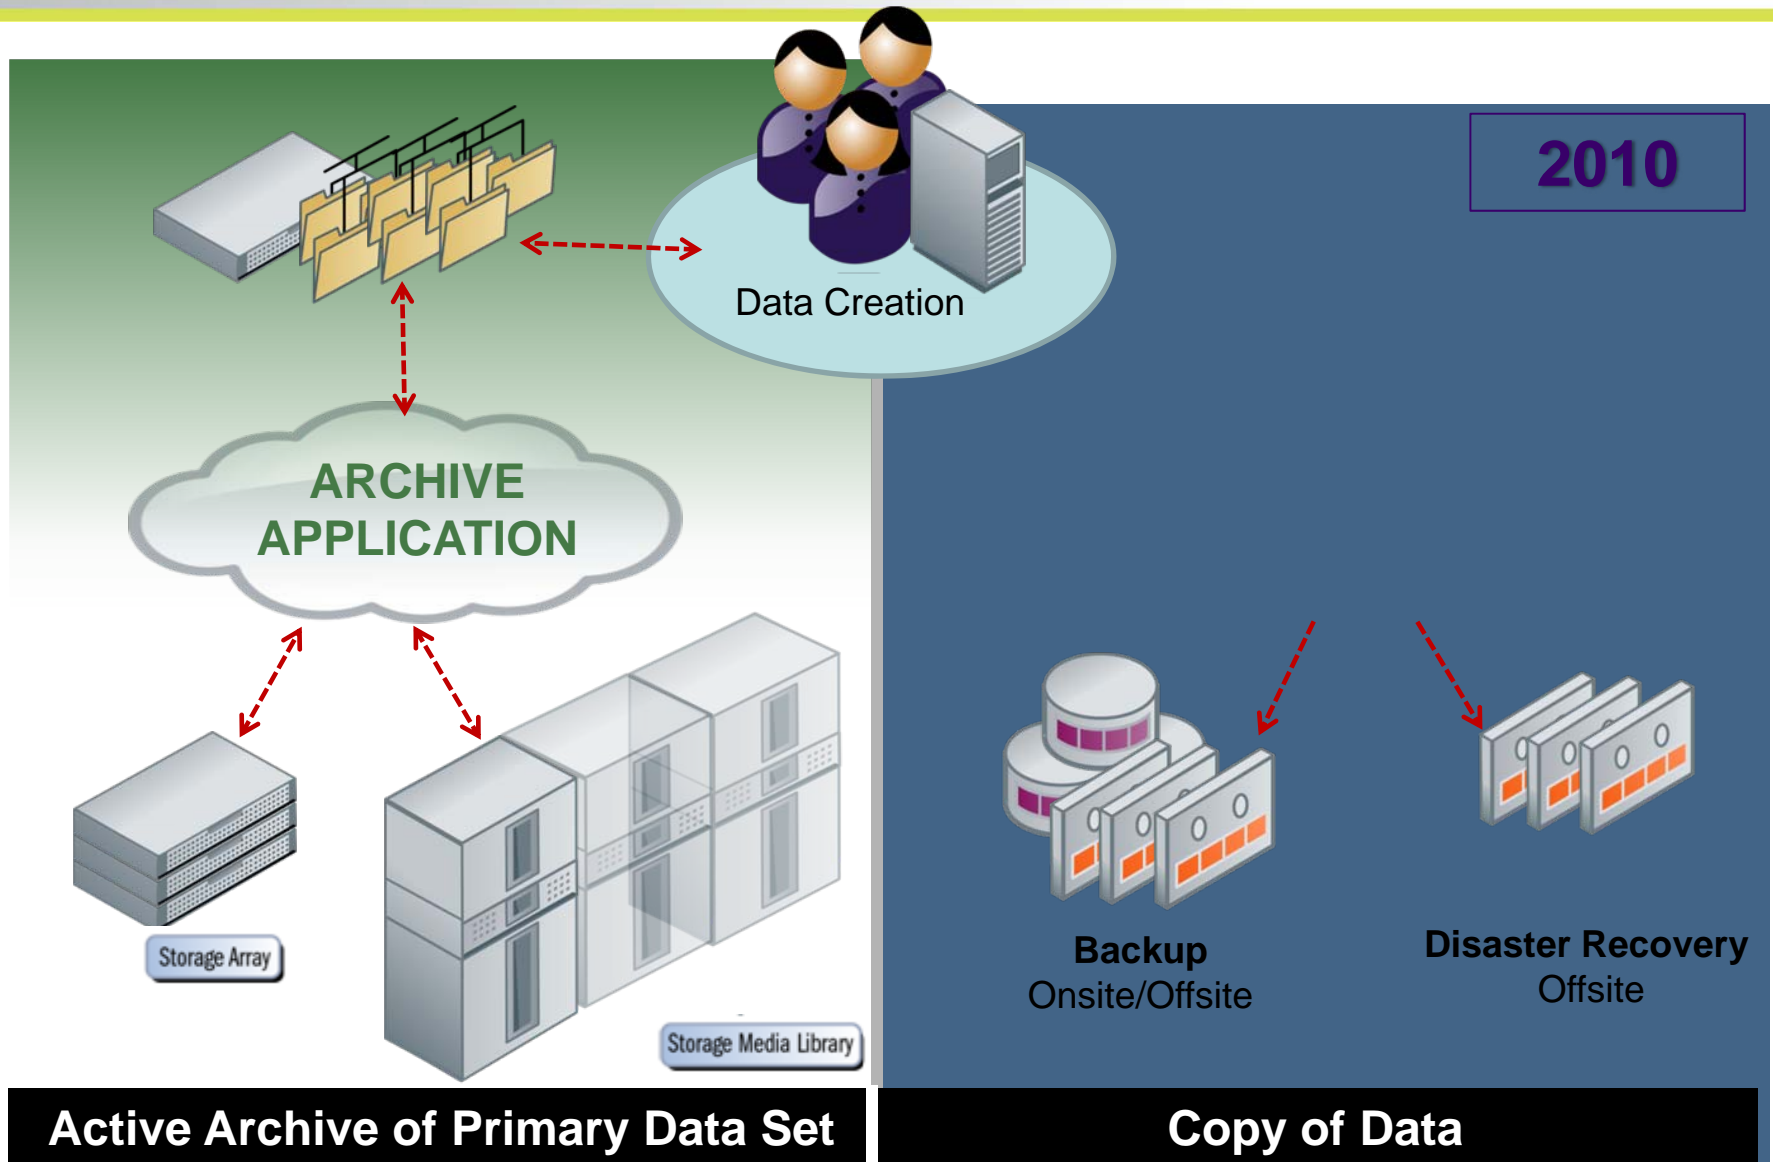 2010
Data Creation
ARCHIVE
APPLICATION
Storage Array
Storage Media Library
Backup
Onsite/Offsite
Disaster Recovery
Offsite
Active Archive of Primary Data Set
Copy of Data